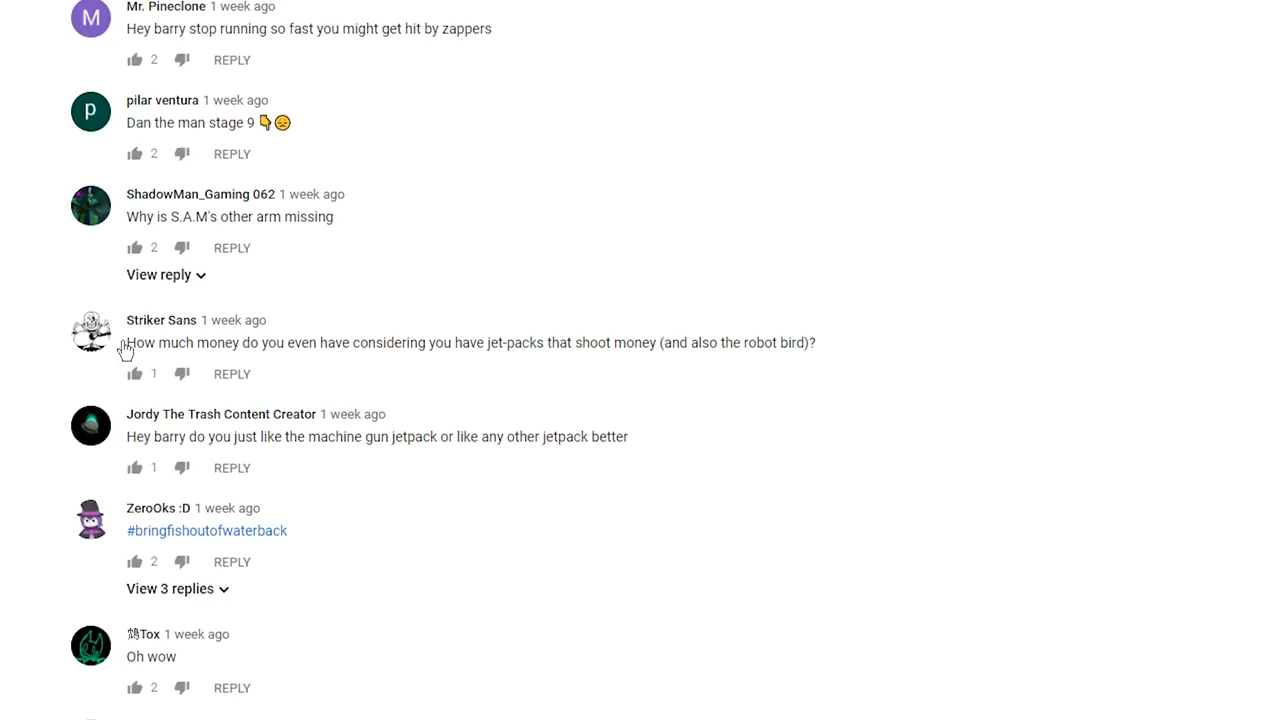 Mr. Pineclone 1 week ago
Hey barry stop running so fast you might get hit by zappers
2 REPLY
pilar ventura 1 week ago
Dan the man stage 9 👇😞
2 REPLY
ShadowMan_Gaming 062 1 week ago
Why is S.A.M's other arm missing
2 REPLY
View reply
Striker Sans 1 week ago
How much money do you even have considering you have jet-packs that shoot money (and also the robot bird)?
1 REPLY
Jordy The Trash Content Creator 1 week ago
Hey barry do you just like the machine gun jetpack or like any other jetpack better
1 REPLY
ZeroOks :D 1 week ago
#bringfishoutofwaterback
2 REPLY
View 3 replies
鸩Tox 1 week ago
Oh wow
2 REPLY
M
p